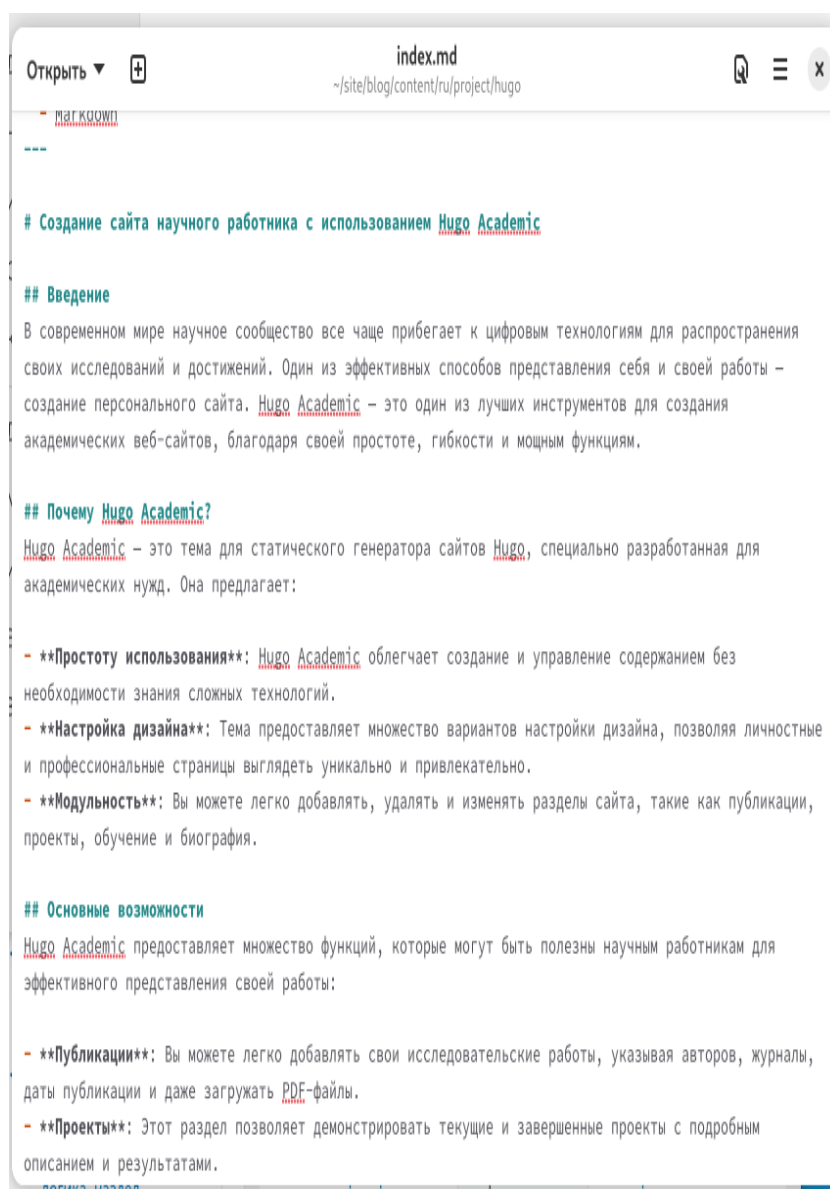 Открыть ▼
index.md
~/site/blog/content/ru/project/hugo
- Markdown
---
# Создание сайта научного работника с использованием Hugo Academic
## Введение
В современном мире научное сообщество все чаще прибегает к цифровым технологиям для распространения
своих исследований и достижений. Один из эффективных способов представления себя и своей работы –
создание персонального сайта. Hugo Academic – это один из лучших инструментов для создания
академических веб-сайтов, благодаря своей простоте, гибкости и мощным функциям.
## Почему Hugo Academic?
Hugo Academic – это тема для статического генератора сайтов Hugo, специально разработанная для
академических нужд. Она предлагает:
- **Простоту использования**: Hugo Academic облегчает создание и управление содержанием без
необходимости знания сложных технологий.
- **Настройка дизайна**: Тема предоставляет множество вариантов настройки дизайна, позволяя личностные
и профессиональные страницы выглядеть уникально и привлекательно.
- **Модульность**: Вы можете легко добавлять, удалять и изменять разделы сайта, такие как публикации,
проекты, обучение и биография.
## Основные возможности
Hugo Academic предоставляет множество функций, которые могут быть полезны научным работникам для
эффективного представления своей работы:
- **Публикации**: Вы можете легко добавлять свои исследовательские работы, указывая авторов, журналы,
даты публикации и даже загружать PDF-файлы.
- **Проекты**: Этот раздел позволяет демонстрировать текущие и завершенные проекты с подробным
описанием и результатами.